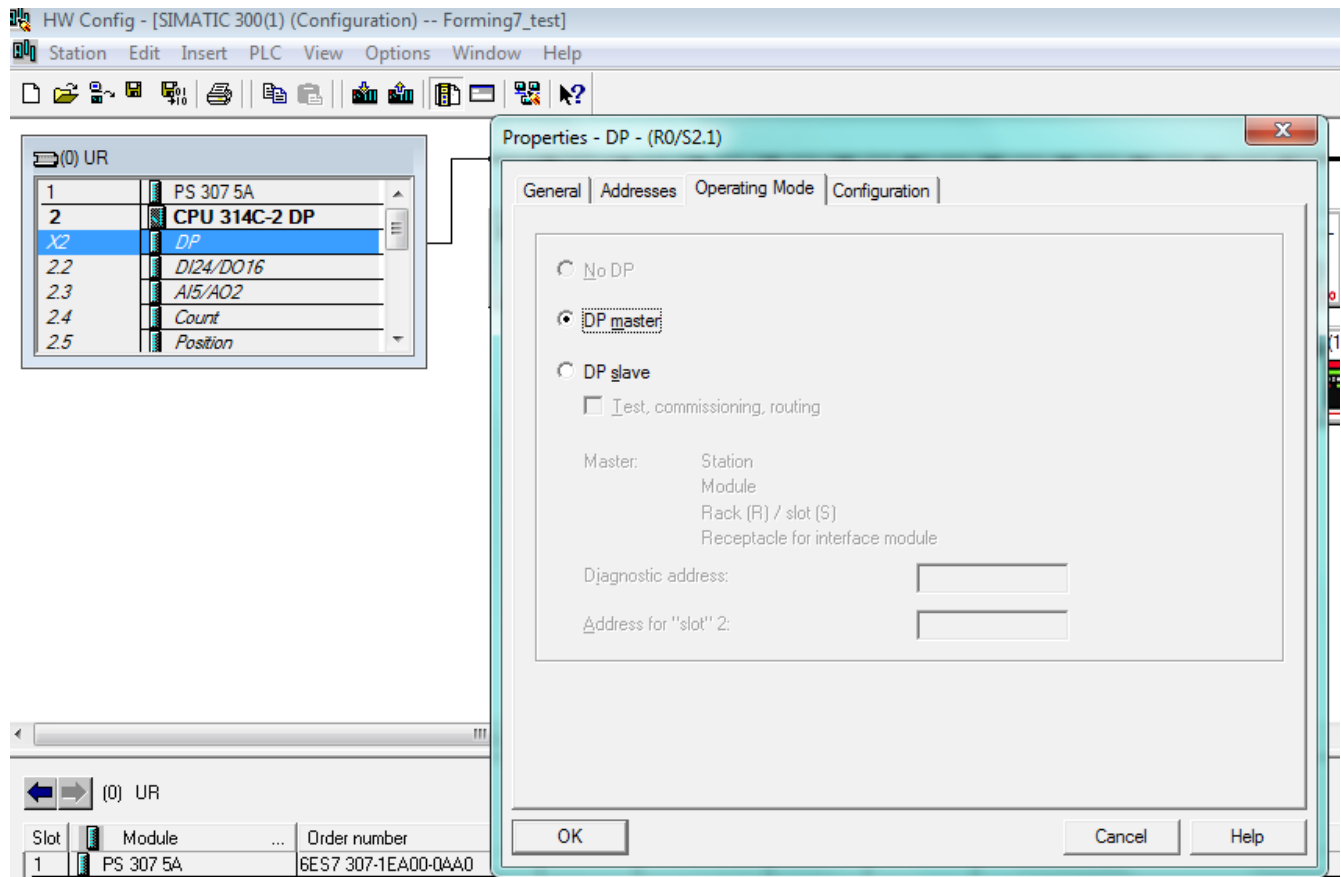 HW Config - [SIMATIC 300(1) (Configuration) -- Forming7_test]
Station Edit Insert PLC View Options Window Help
(0) UR
1 PS 307 5A
2 CPU 314C-2 DP
X2 DP
2.2 DI24/DO16
2.3 AI5/AO2
2.4 Count
2.5 Position
Properties - DP - (R0/S2.1)
General Addresses Operating Mode Configuration
No DP
DP master
DP slave
Test, commissioning, routing
Master: Station
Module
Rack (R) / slot (S)
Receptacle for interface module
Diagnostic address:
Address for "slot" 2:
OK Cancel Help
(0) UR
Slot Module ... Order number
1 PS 307 5A 6ES7 307-1EA00-0AA0